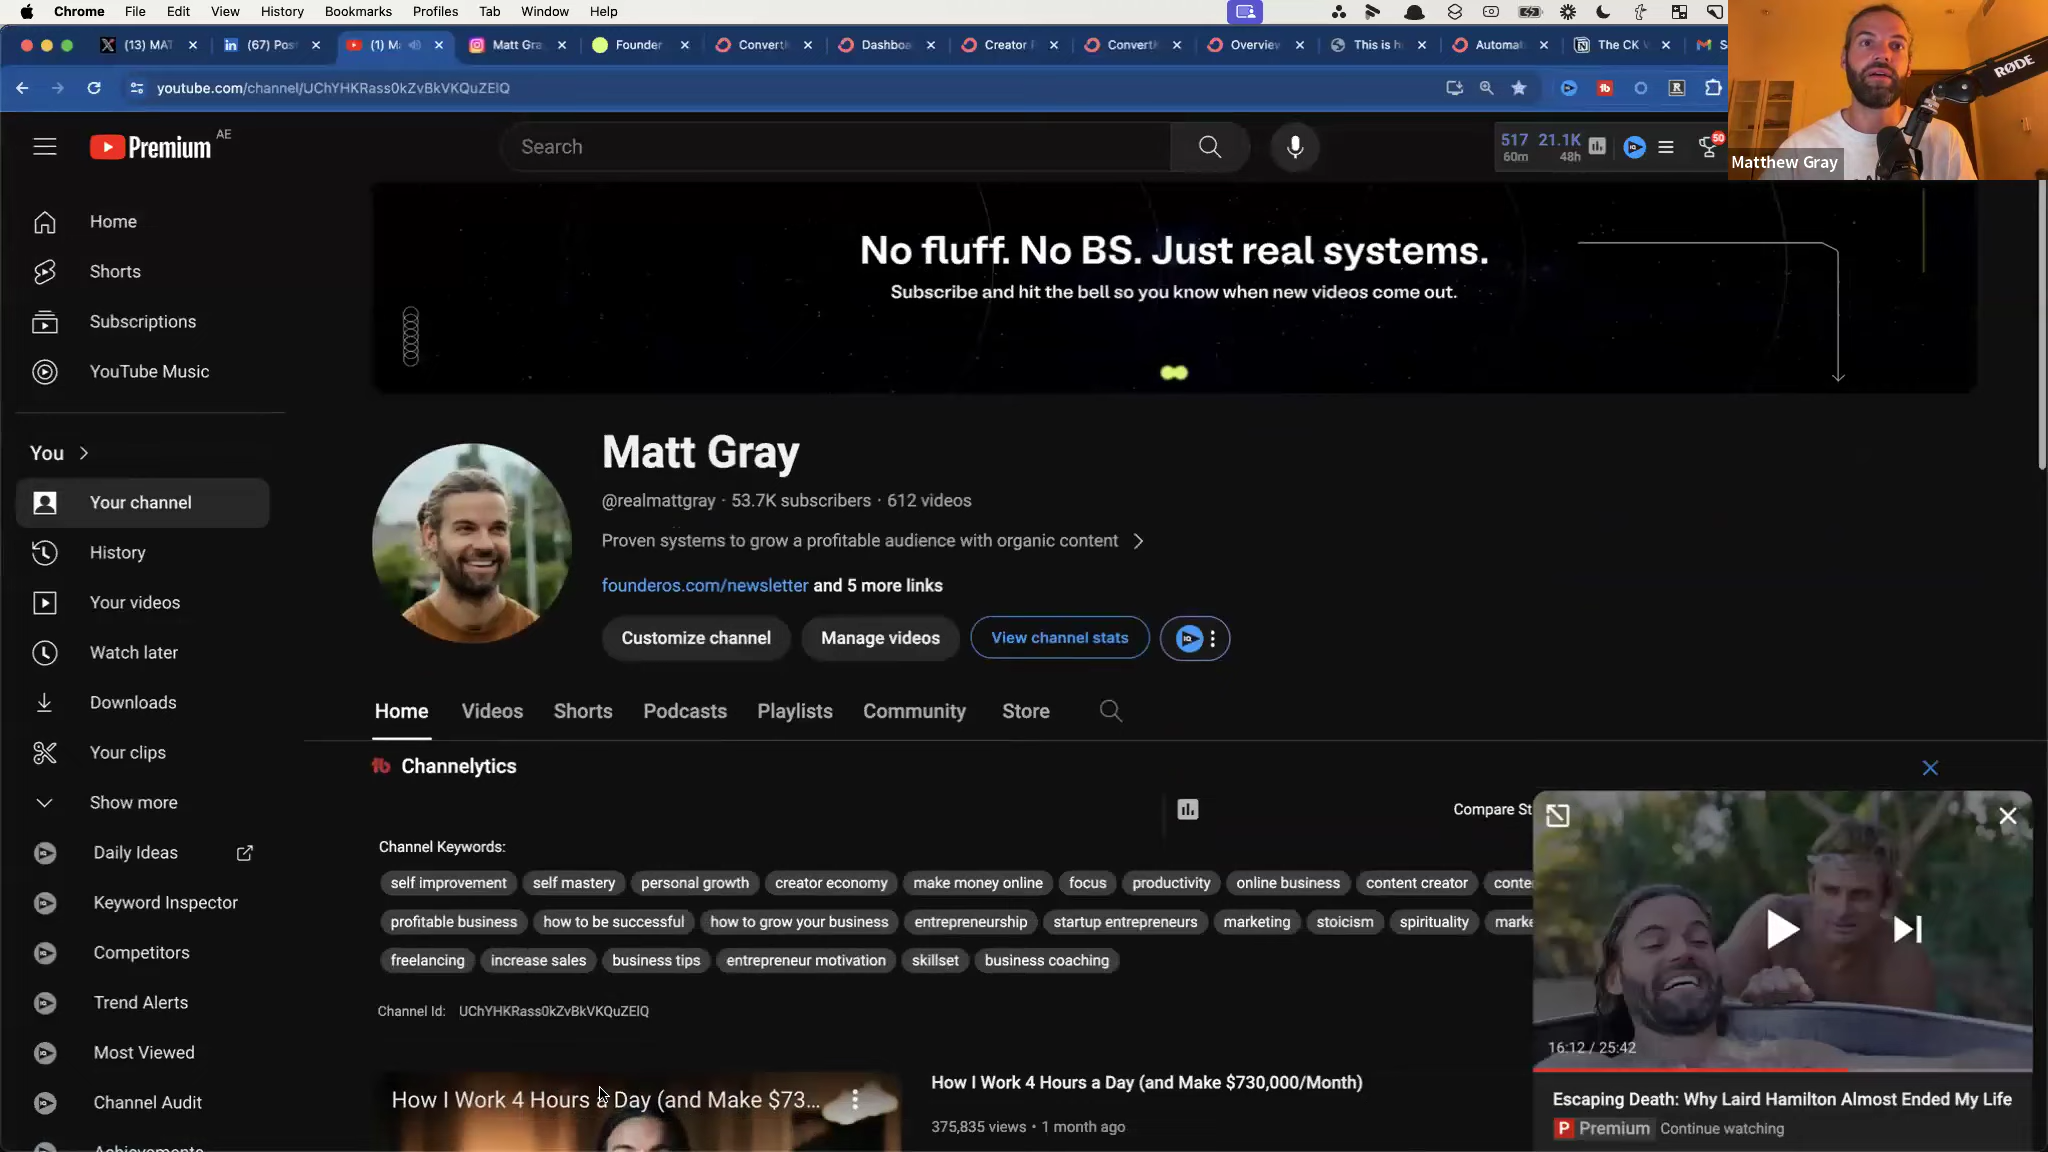 Chrome File Edit View History Bookmarks Profiles Tab Window Help
(13) MAT (67) Pos (1) M Matt Gra Founder Convert Dashboa Creator Convert Overview This is h Automat The CK
youtube.com/channel/UChYHKRass0kZvBkVKQuZElQ
RØDE
Matthew Gray
Premium AE
Search
517 21.1K
60m 48h
50
Home
Shorts
Subscriptions
YouTube Music
You
Your channel
History
Your videos
Watch later
Downloads
Your clips
Show more
Daily Ideas
Keyword Inspector
Competitors
Trend Alerts
Most Viewed
Channel Audit
Achievements
No fluff. No BS. Just real systems.
Subscribe and hit the bell so you know when new videos come out.
Matt Gray
@realmattgray · 53.7K subscribers · 612 videos
Proven systems to grow a profitable audience with organic content
founderos.com/newsletter and 5 more links
Customize channel Manage videos View channel stats
Home Videos Shorts Podcasts Playlists Community Store
Channelytics
Compare St
Channel Keywords:
self improvement self mastery personal growth creator economy make money online focus productivity online business content creator conte
profitable business how to be successful how to grow your business entrepreneurship startup entrepreneurs marketing stoicism spirituality marke
freelancing increase sales business tips entrepreneur motivation skillset business coaching
Channel Id: UChYHKRass0kZvBkVKQuZElQ
How I Work 4 Hours a Day (and Make $73...
How I Work 4 Hours a Day (and Make $730,000/Month)
375,835 views • 1 month ago
16:12 / 25:42
Escaping Death: Why Laird Hamilton Almost Ended My Life
P Premium Continue watching